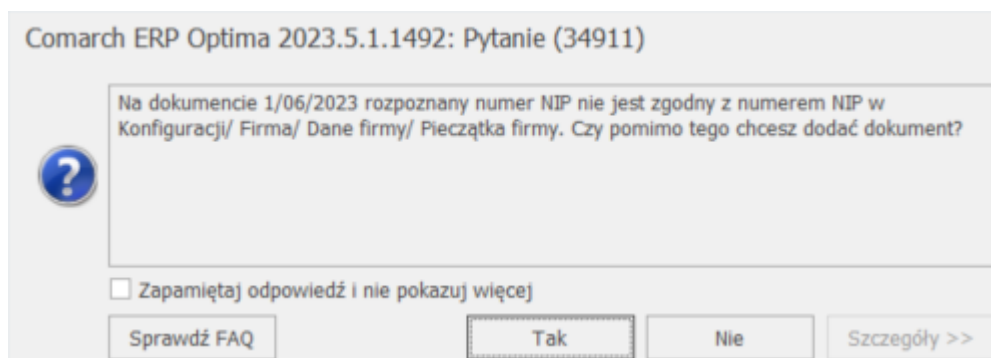 Comarch ERP Optima 2023.5.1.1492: Pytanie (34911)
Na dokumencie 1/06/2023 rozpoznany numer NIP nie jest zgodny z numerem NIP w
Konfiguracji/ Firma/ Dane firmy/ Pieczątka firmy. Czy pomimo tego chcesz dodać dokument?
?
Zapamiętaj odpowiedź i nie pokazuj więcej
Sprawdź FAQ Tak Nie Szczegóły >>